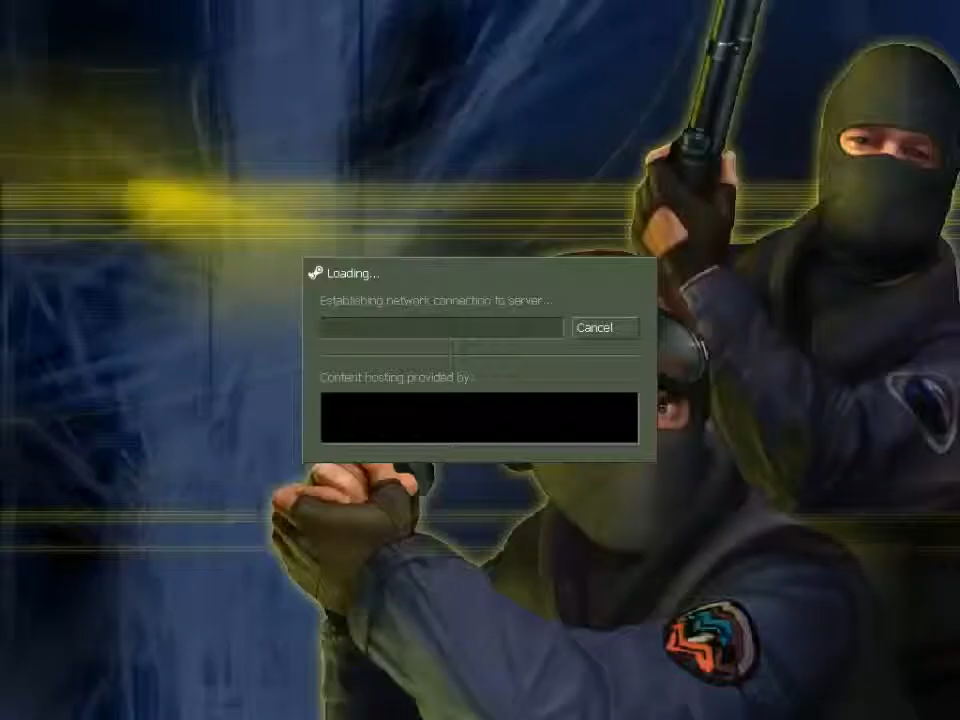 Loading...
Establishing network connection to server...
Cancel
Content hosting provided by: